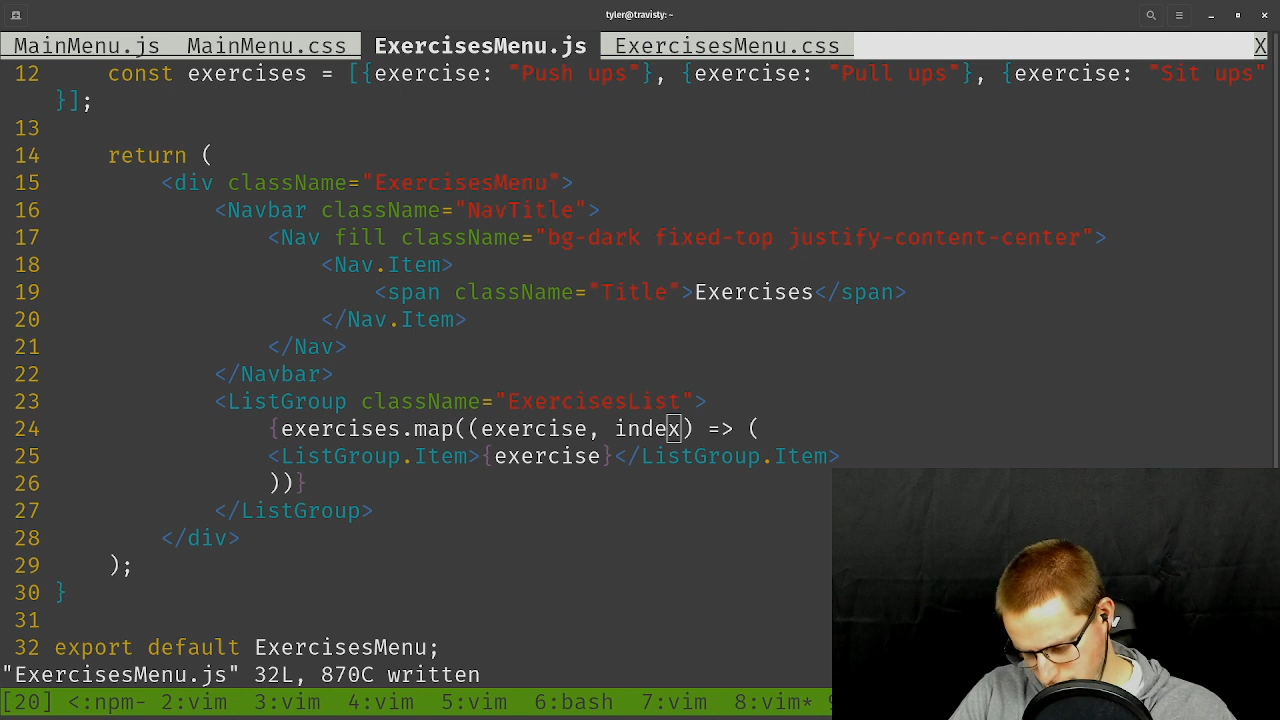 tyler@travisty:~
MainMenu.js MainMenu.css ExercisesMenu.js ExercisesMenu.css X
12 const exercises = [{exercise: "Push ups"}, {exercise: "Pull ups"}, {exercise: "Sit ups"
}];
13
14 return (
15 <div className="ExercisesMenu">
16 <Navbar className="NavTitle">
17 <Nav fill className="bg-dark fixed-top justify-content-center">
18 <Nav.Item>
19 <span className="Title">Exercises</span>
20 </Nav.Item>
21 </Nav>
22 </Navbar>
23 <ListGroup className="ExercisesList">
24 {exercises.map((exercise, index) => (
25 <ListGroup.Item>{exercise}</ListGroup.Item>
26 ))}
27 </ListGroup>
28 </div>
29 );
30 }
31
32 export default ExercisesMenu;
"ExercisesMenu.js" 32L, 870C written
[20] <:npm- 2:vim 3:vim 4:vim 5:vim 6:bash 7:vim 8:vim*